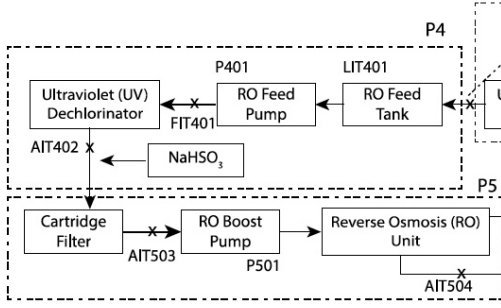 P4
P401
LIT401
Ultraviolet (UV)
Dechlorinator
RO Feed
Pump
RO Feed
Tank
U
FIT401
AIT402
NaHSO₃
P5
Cartridge
Filter
RO Boost
Pump
Reverse Osmosis (RO)
Unit
AIT503
P501
AIT504